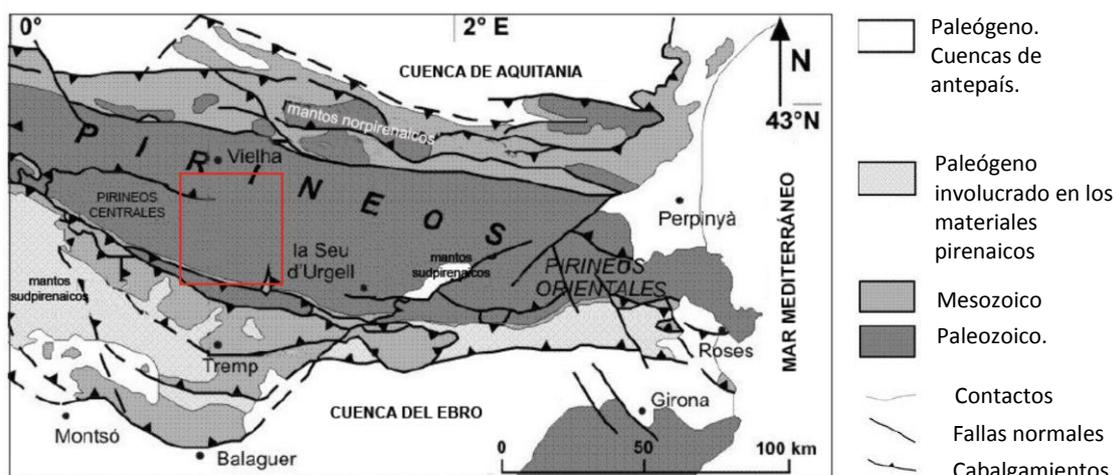 0°
2° E
N
43°N
CUENCA DE AQUITANIA
mantos norpirenaicos
PIRINEOS
Vielha
PIRINEOS
CENTRALES
MAR MEDITERRÁNEO
Perpinyà
la Seu
d'Urgell
mantos
sudpirenaicos
PIRINEOS
ORIENTALES
mantos
sudpirenaicos
Tremp
Roses
Girona
CUENCA DEL EBRO
Montsó
Balaguer
0
50
100 km
Paleógeno.
Cuencas de
antepaís.
Paleógeno
involucrado en los
materiales
pirenaicos
Mesozoico
Paleozoico.
Contactos
Fallas normales
Cabalgamientos